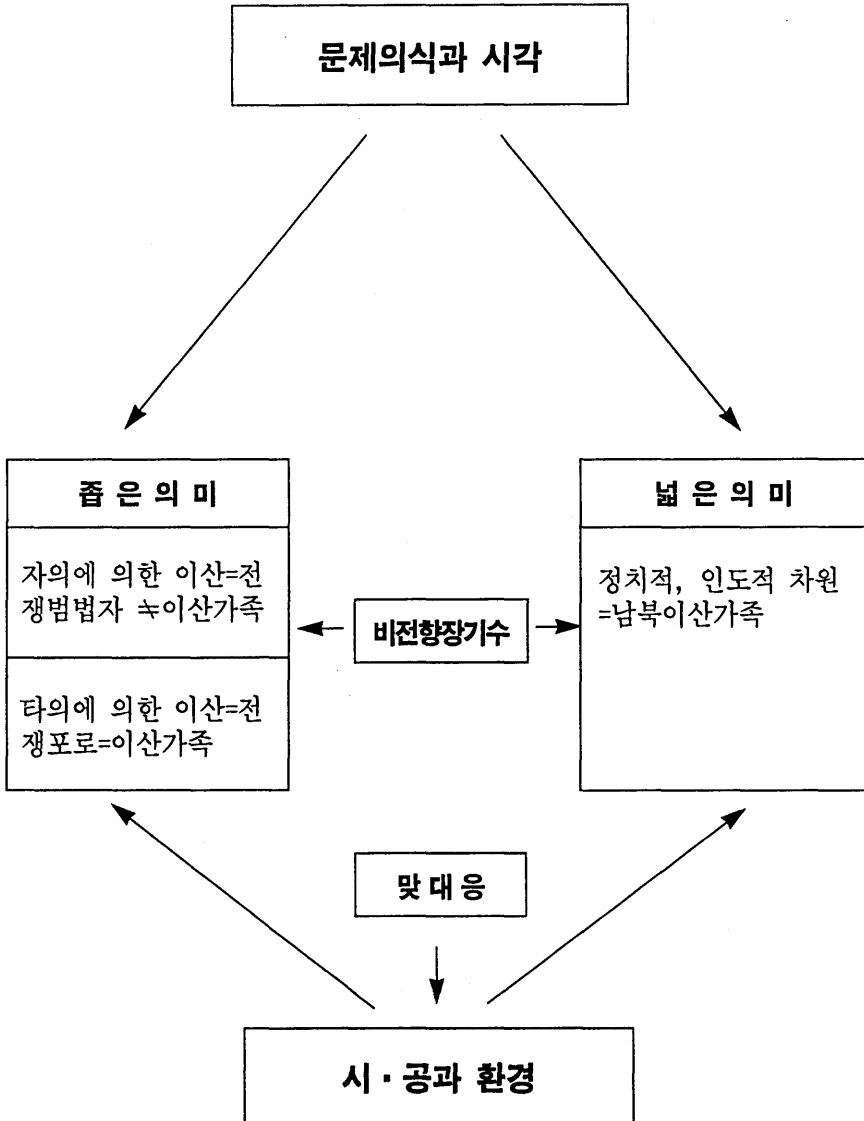 문제의식과 시각
좁 은 의 미
자의에 의한 이산=전
쟁범법자 ≒이산가족
타의에 의한 이산=전
쟁포로=이산가족
비전향장기수
넓 은 의 미
정치적, 인도적 차원
=남북이산가족
맞 대 응
시·공과 환경